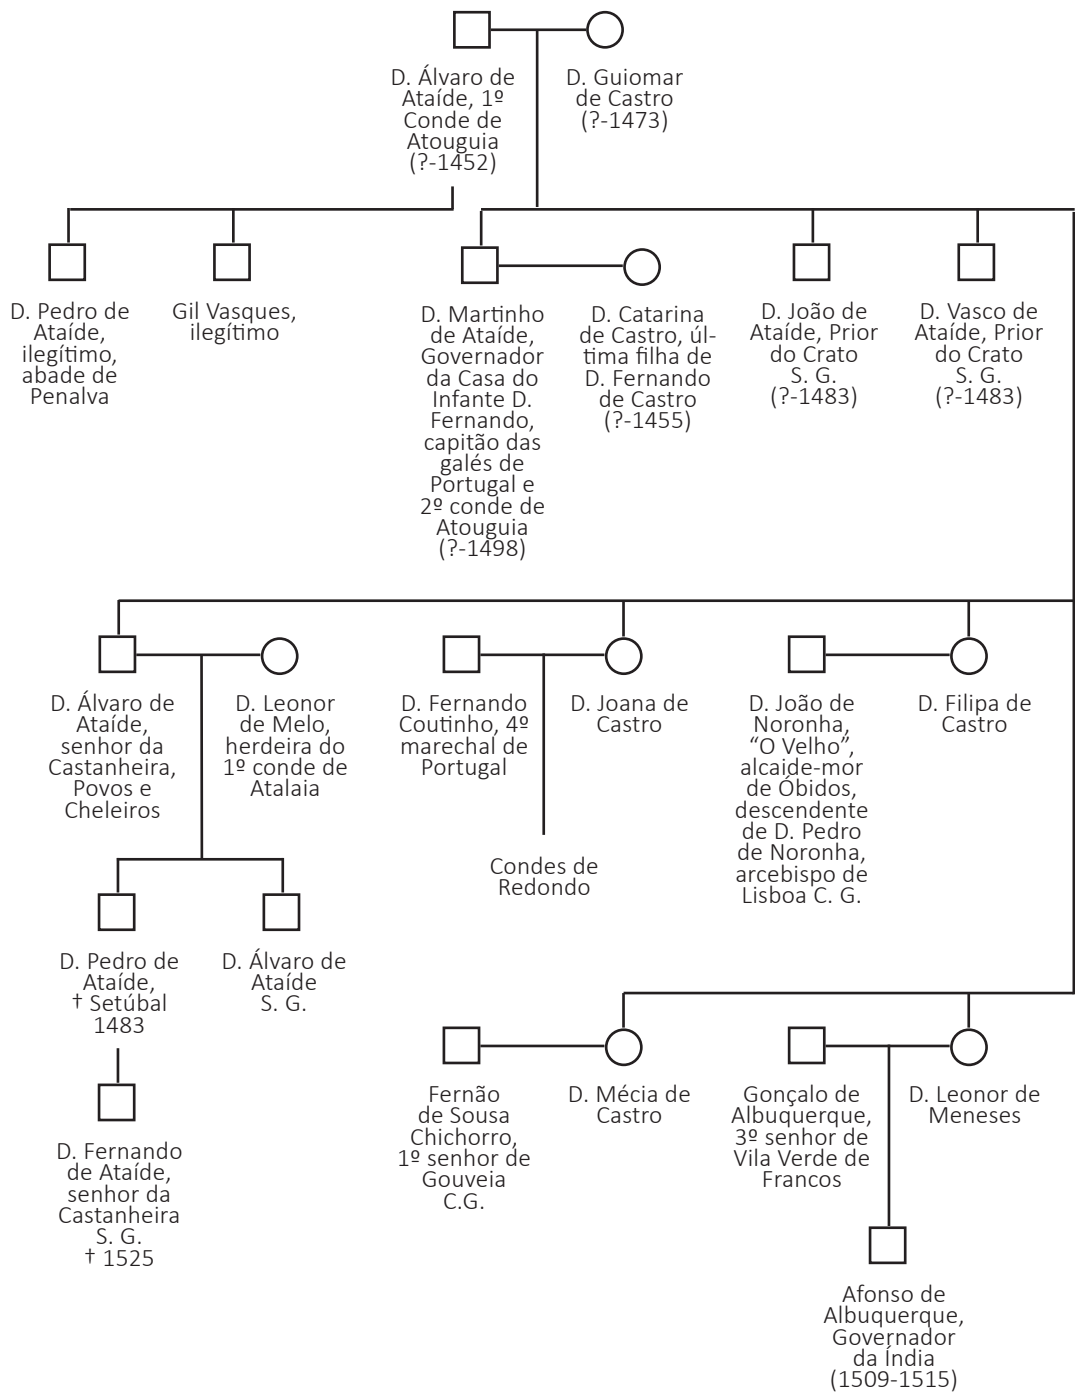 D. Álvaro de
Ataíde, 1º
Conde de
Atouguia
(?-1452)
D. Guiomar
de Castro
(?-1473)
D. Pedro de
Ataíde,
ilegítimo,
abade de
Penalva
Gil Vasques,
ilegítimo
D. Martinho
de Ataíde,
Governador
da Casa do
Infante D.
Fernando,
capitão das
galés de
Portugal e
2º conde de
Atouguia
(?-1498)
D. Catarina
de Castro, úl-
tima filha de
D. Fernando
de Castro
(?-1455)
D. João de
Ataíde, Prior
do Crato
S. G.
(?-1483)
D. Vasco de
Ataíde, Prior
do Crato
S. G.
(?-1483)
D. Álvaro de
Ataíde,
senhor da
Castanheira,
Povos e
Cheleiros
D. Leonor
de Melo,
herdeira do
1º conde de
Atalaia
D. Fernando
Coutinho, 4º
marechal de
Portugal
D. Joana de
Castro
D. João de
Noronha,
“O Velho”,
alcaide-mor
de Óbidos,
descendente
de D. Pedro
de Noronha,
arcebispo de
Lisboa C. G.
D. Filipa de
Castro
Condes de
Redondo
D. Pedro de
Ataíde,
† Setúbal
1483
D. Álvaro de
Ataíde
S. G.
D. Fernando
de Ataíde,
senhor da
Castanheira
S. G.
† 1525
Fernão
de Sousa
Chichorro,
1º senhor de
Gouveia
C.G.
D. Mécia de
Castro
Gonçalo de
Albuquerque,
3º senhor de
Vila Verde de
Francos
D. Leonor de
Meneses
Afonso de
Albuquerque,
Governador
da Índia
(1509-1515)